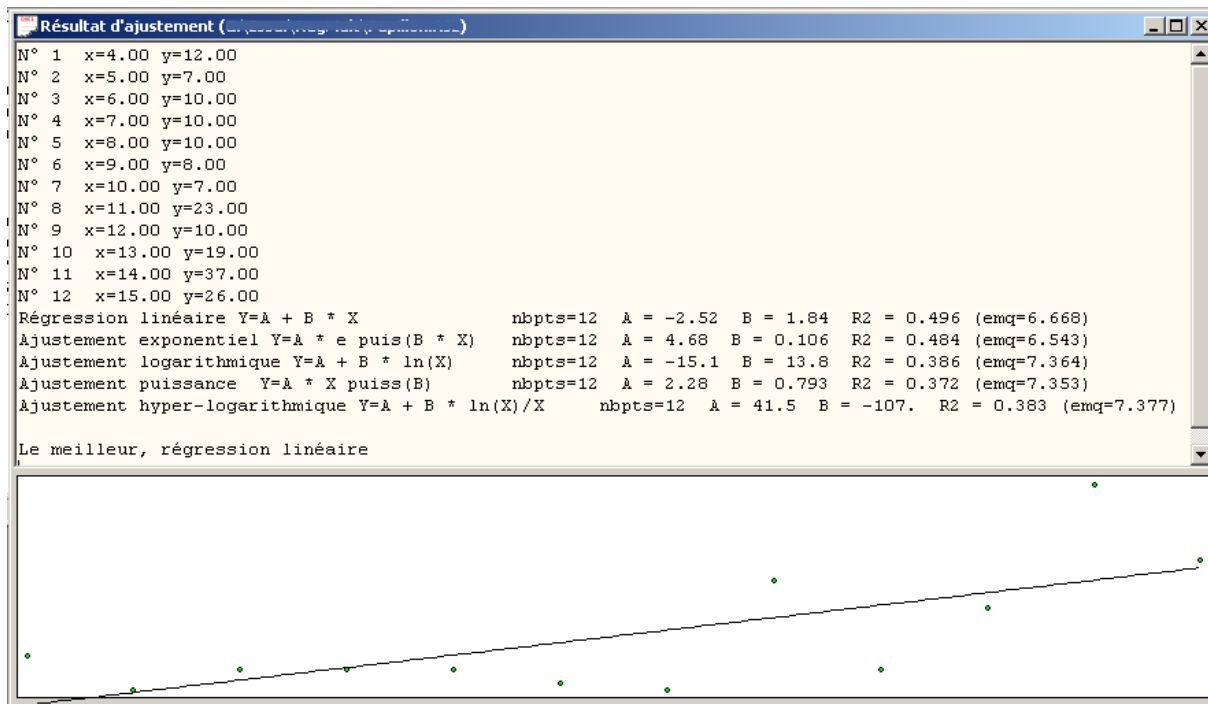 Résultat d'ajustement (
N° 1 x=4.00 y=12.00
N° 2 x=5.00 y=7.00
N° 3 x=6.00 y=10.00
N° 4 x=7.00 y=10.00
N° 5 x=8.00 y=10.00
N° 6 x=9.00 y=8.00
N° 7 x=10.00 y=7.00
N° 8 x=11.00 y=23.00
N° 9 x=12.00 y=10.00
N° 10 x=13.00 y=19.00
N° 11 x=14.00 y=37.00
N° 12 x=15.00 y=26.00
Régression linéaire Y=A + B * X nbpts=12 A = -2.52 B = 1.84 R2 = 0.496 (emq=6.668)
Ajustement exponentiel Y=A * e puis(B * X) nbpts=12 A = 4.68 B = 0.106 R2 = 0.484 (emq=6.543)
Ajustement logarithmique Y=A + B * ln(X) nbpts=12 A = -15.1 B = 13.8 R2 = 0.386 (emq=7.364)
Ajustement puissance Y=A * X puiss(B) nbpts=12 A = 2.28 B = 0.793 R2 = 0.372 (emq=7.353)
Ajustement hyper-logarithmique Y=A + B * ln(X)/X nbpts=12 A = 41.5 B = -107. R2 = 0.383 (emq=7.377)
Le meilleur, régression linéaire